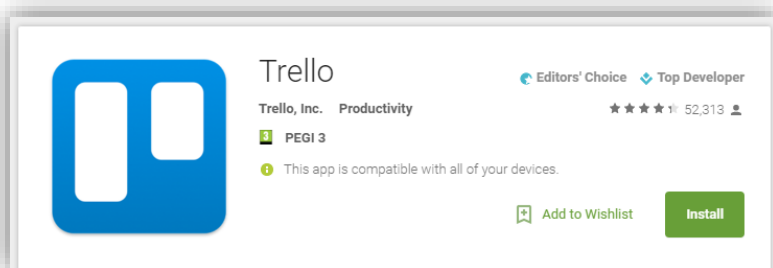 Trello
Editors' Choice Top Developer
Trello, Inc. Productivity
52,313
3 PEGI 3
This app is compatible with all of your devices.
Add to Wishlist
Install